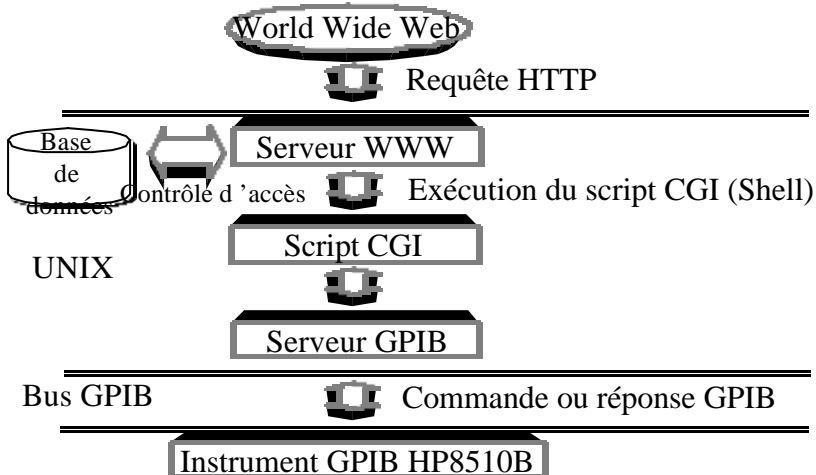 World Wide Web
Requête HTTP
Base
de
données
Contrôle d ’accès
Serveur WWW
Exécution du script CGI (Shell)
Script CGI
UNIX
Serveur GPIB
Bus GPIB
Commande ou réponse GPIB
Instrument GPIB HP8510B